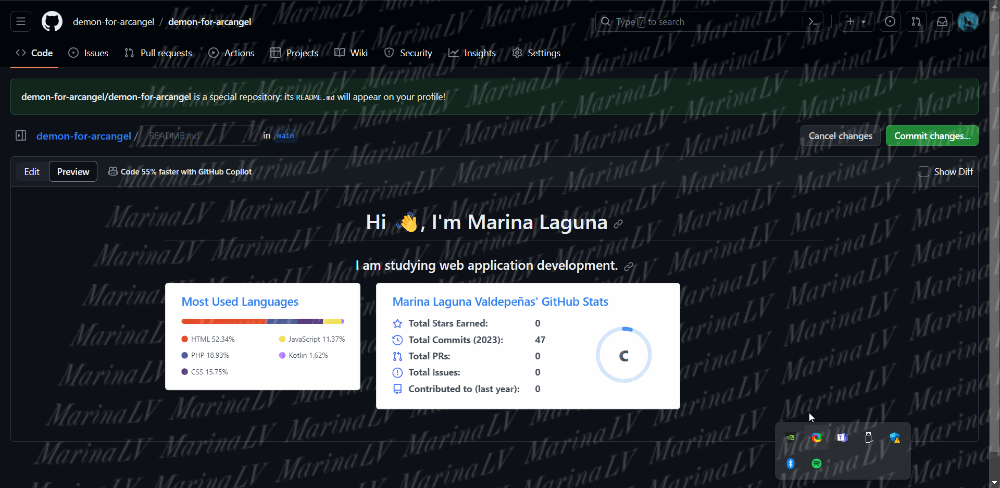 demon-for-arcangel / demon-for-arcangel
Type / to search
Code Issues Pull requests Actions Projects Wiki Security Insights Settings
demon-for-arcangel/demon-for-arcangel is a special repository: its README.md will appear on your profile!
demon-for-arcangel / README.md in main
Cancel changes Commit changes...
Edit Preview Code 55% faster with GitHub Copilot
Show Diff
Hi 👋, I'm Marina Laguna
I am studying web application development.
Most Used Languages
HTML 52.34%
PHP 18.93%
CSS 15.75%
JavaScript 11.37%
Kotlin 1.62%
Marina Laguna Valdepeñas' GitHub Stats
Total Stars Earned: 0
Total Commits (2023): 47
Total PRs: 0
Total Issues: 0
Contributed to (last year): 0
C
MarinaLV